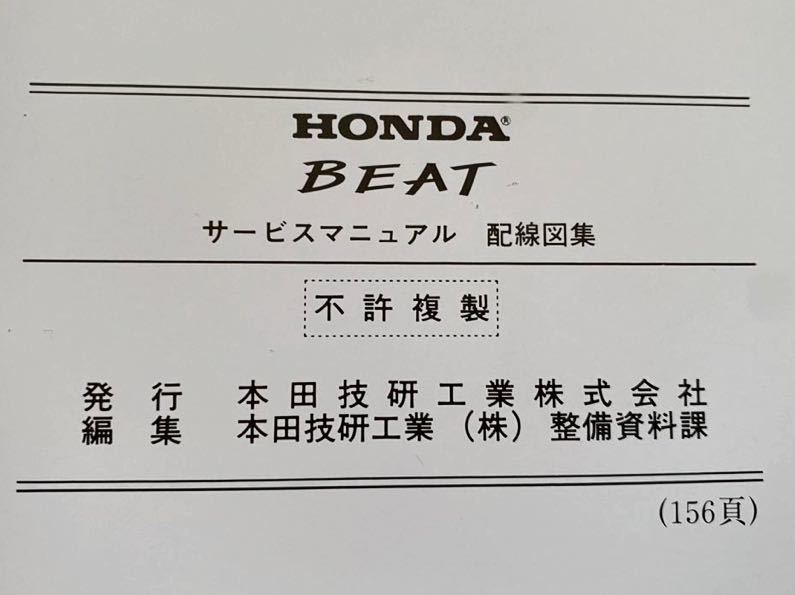 HONDA®
BEAT
サービスマニュアル 配線図集
不許複製
発行 本田技研工業株式会社
編集 本田技研工業(株)整備資料課
(156頁)